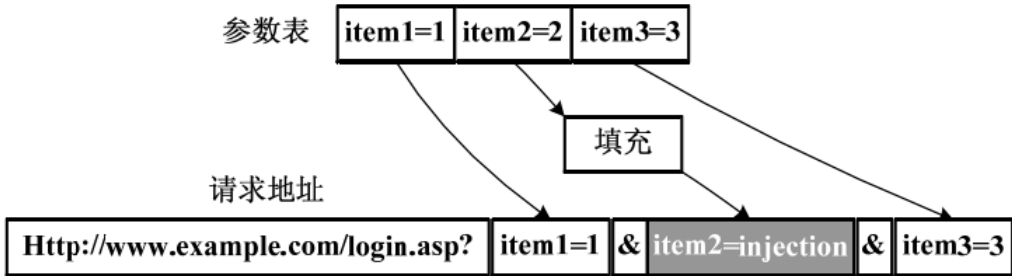 参数表 item1=1 item2=2 item3=3
填充
请求地址
Http://www.example.com/login.asp? item1=1 & item2=injection & item3=3